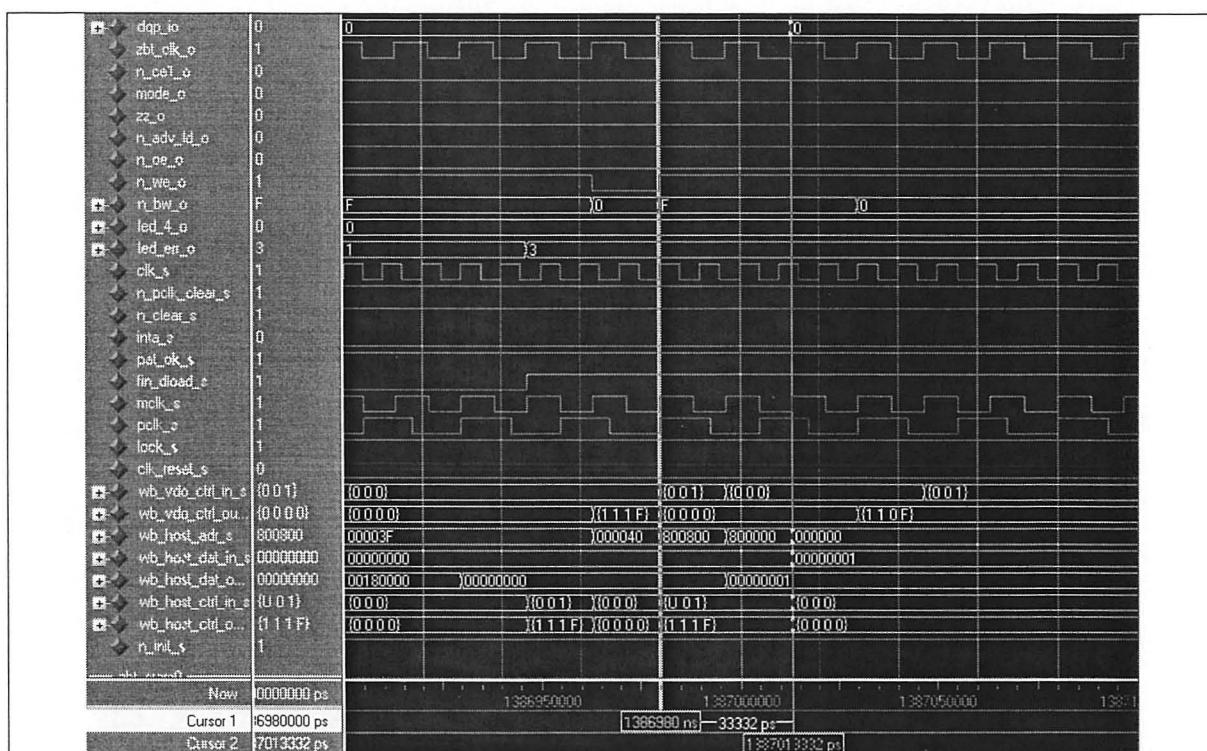 dqp_io 0 0 0
zbt_clk_o 1
n_ce1_o 0
mode_o 0
zz_o 0
n_adv_ld_o 0
n_oe_o 0
n_we_o 1
n_bw_o F F 0 F 0
led_4_o 0 0
led_err_o 3 1 3
clk_s 1
n_pclk_clear_s 1
n_clear_s 1
inta_s 0
pat_ok_s 1
fin_dload_s 1
mclk_s 1
pclk_s 1
lock_s 1
clk_reset_s 0
wb_vdo_ctrl_in_s {0 0 1} {0 0 0} {0 0 1} {0 0 0} {0 0 1}
wb_vdo_ctrl_ou... {0 0 0 0} {0 0 0 0} {1 1 1 F} {0 0 0 0} {1 1 0 F}
wb_host_adr_s 800800 00003F 000040 800800 800000 000000
wb_host_dat_in_s 00000000 00000000 00000001
wb_host_dat_o... 00000000 00180000 00000000 00000001
wb_host_ctrl_in_s {U 0 1} {0 0 0} {0 0 1} {0 0 0} {U 0 1} {0 0 0}
wb_host_ctrl_o... {1 1 1 F} {0 0 0 0} {1 1 1 F} {0 0 0 0} {1 1 1 F} {0 0 0 0}
n_init_s 1
Now 0000000 ps 1386950000 1387000000 1387050000
Cursor 1 6980000 ps 1386980 ns 33332 ps
Cursor 2 7013332 ps 1387013332 ps